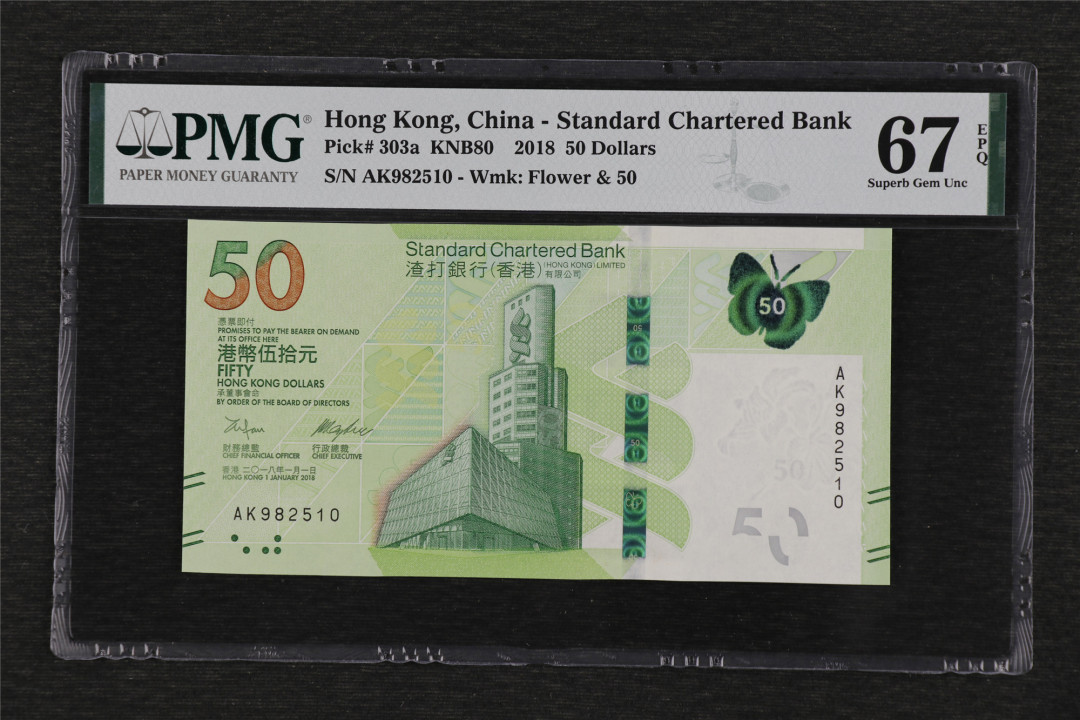 PMG®
PAPER MONEY GUARANTY
Hong Kong, China - Standard Chartered Bank
Pick# 303a KNB80 2018 50 Dollars
S/N AK982510 - Wmk: Flower & 50
67
EPQ
Superb Gem Unc
50
Standard Chartered Bank
渣打銀行(香港)
(HONG KONG) LIMITED
有限公司
憑票即付
PROMISES TO PAY THE BEARER ON DEMAND
AT ITS OFFICE HERE
港幣伍拾元
FIFTY
HONG KONG DOLLARS
承董事會命
BY ORDER OF THE BOARD OF DIRECTORS
財務總監
CHIEF FINANCIAL OFFICER
行政總裁
CHIEF EXECUTIVE
香港 二〇一八年一月一日
HONG KONG 1 JANUARY 2018
AK982510
50
50
50
AK982510
50
50